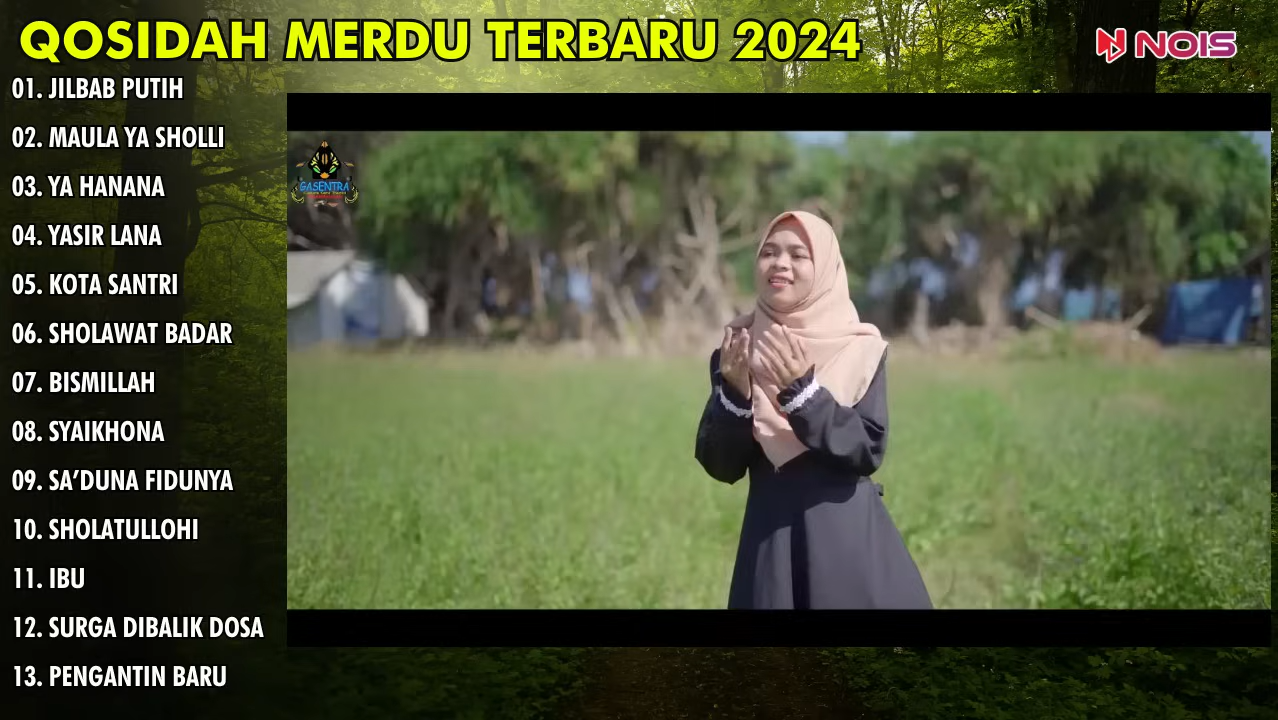 QOSIDAH MERDU TERBARU 2024
NOIS
01. JILBAB PUTIH
02. MAULA YA SHOLLI
03. YA HANANA
04. YASIR LANA
05. KOTA SANTRI
06. SHOLAWAT BADAR
07. BISMILLAH
08. SYAIKHONA
09. SA’DUNA FIDUNYA
10. SHOLATULLOHI
11. IBU
12. SURGA DIBALIK DOSA
13. PENGANTIN BARU
GASENTRA